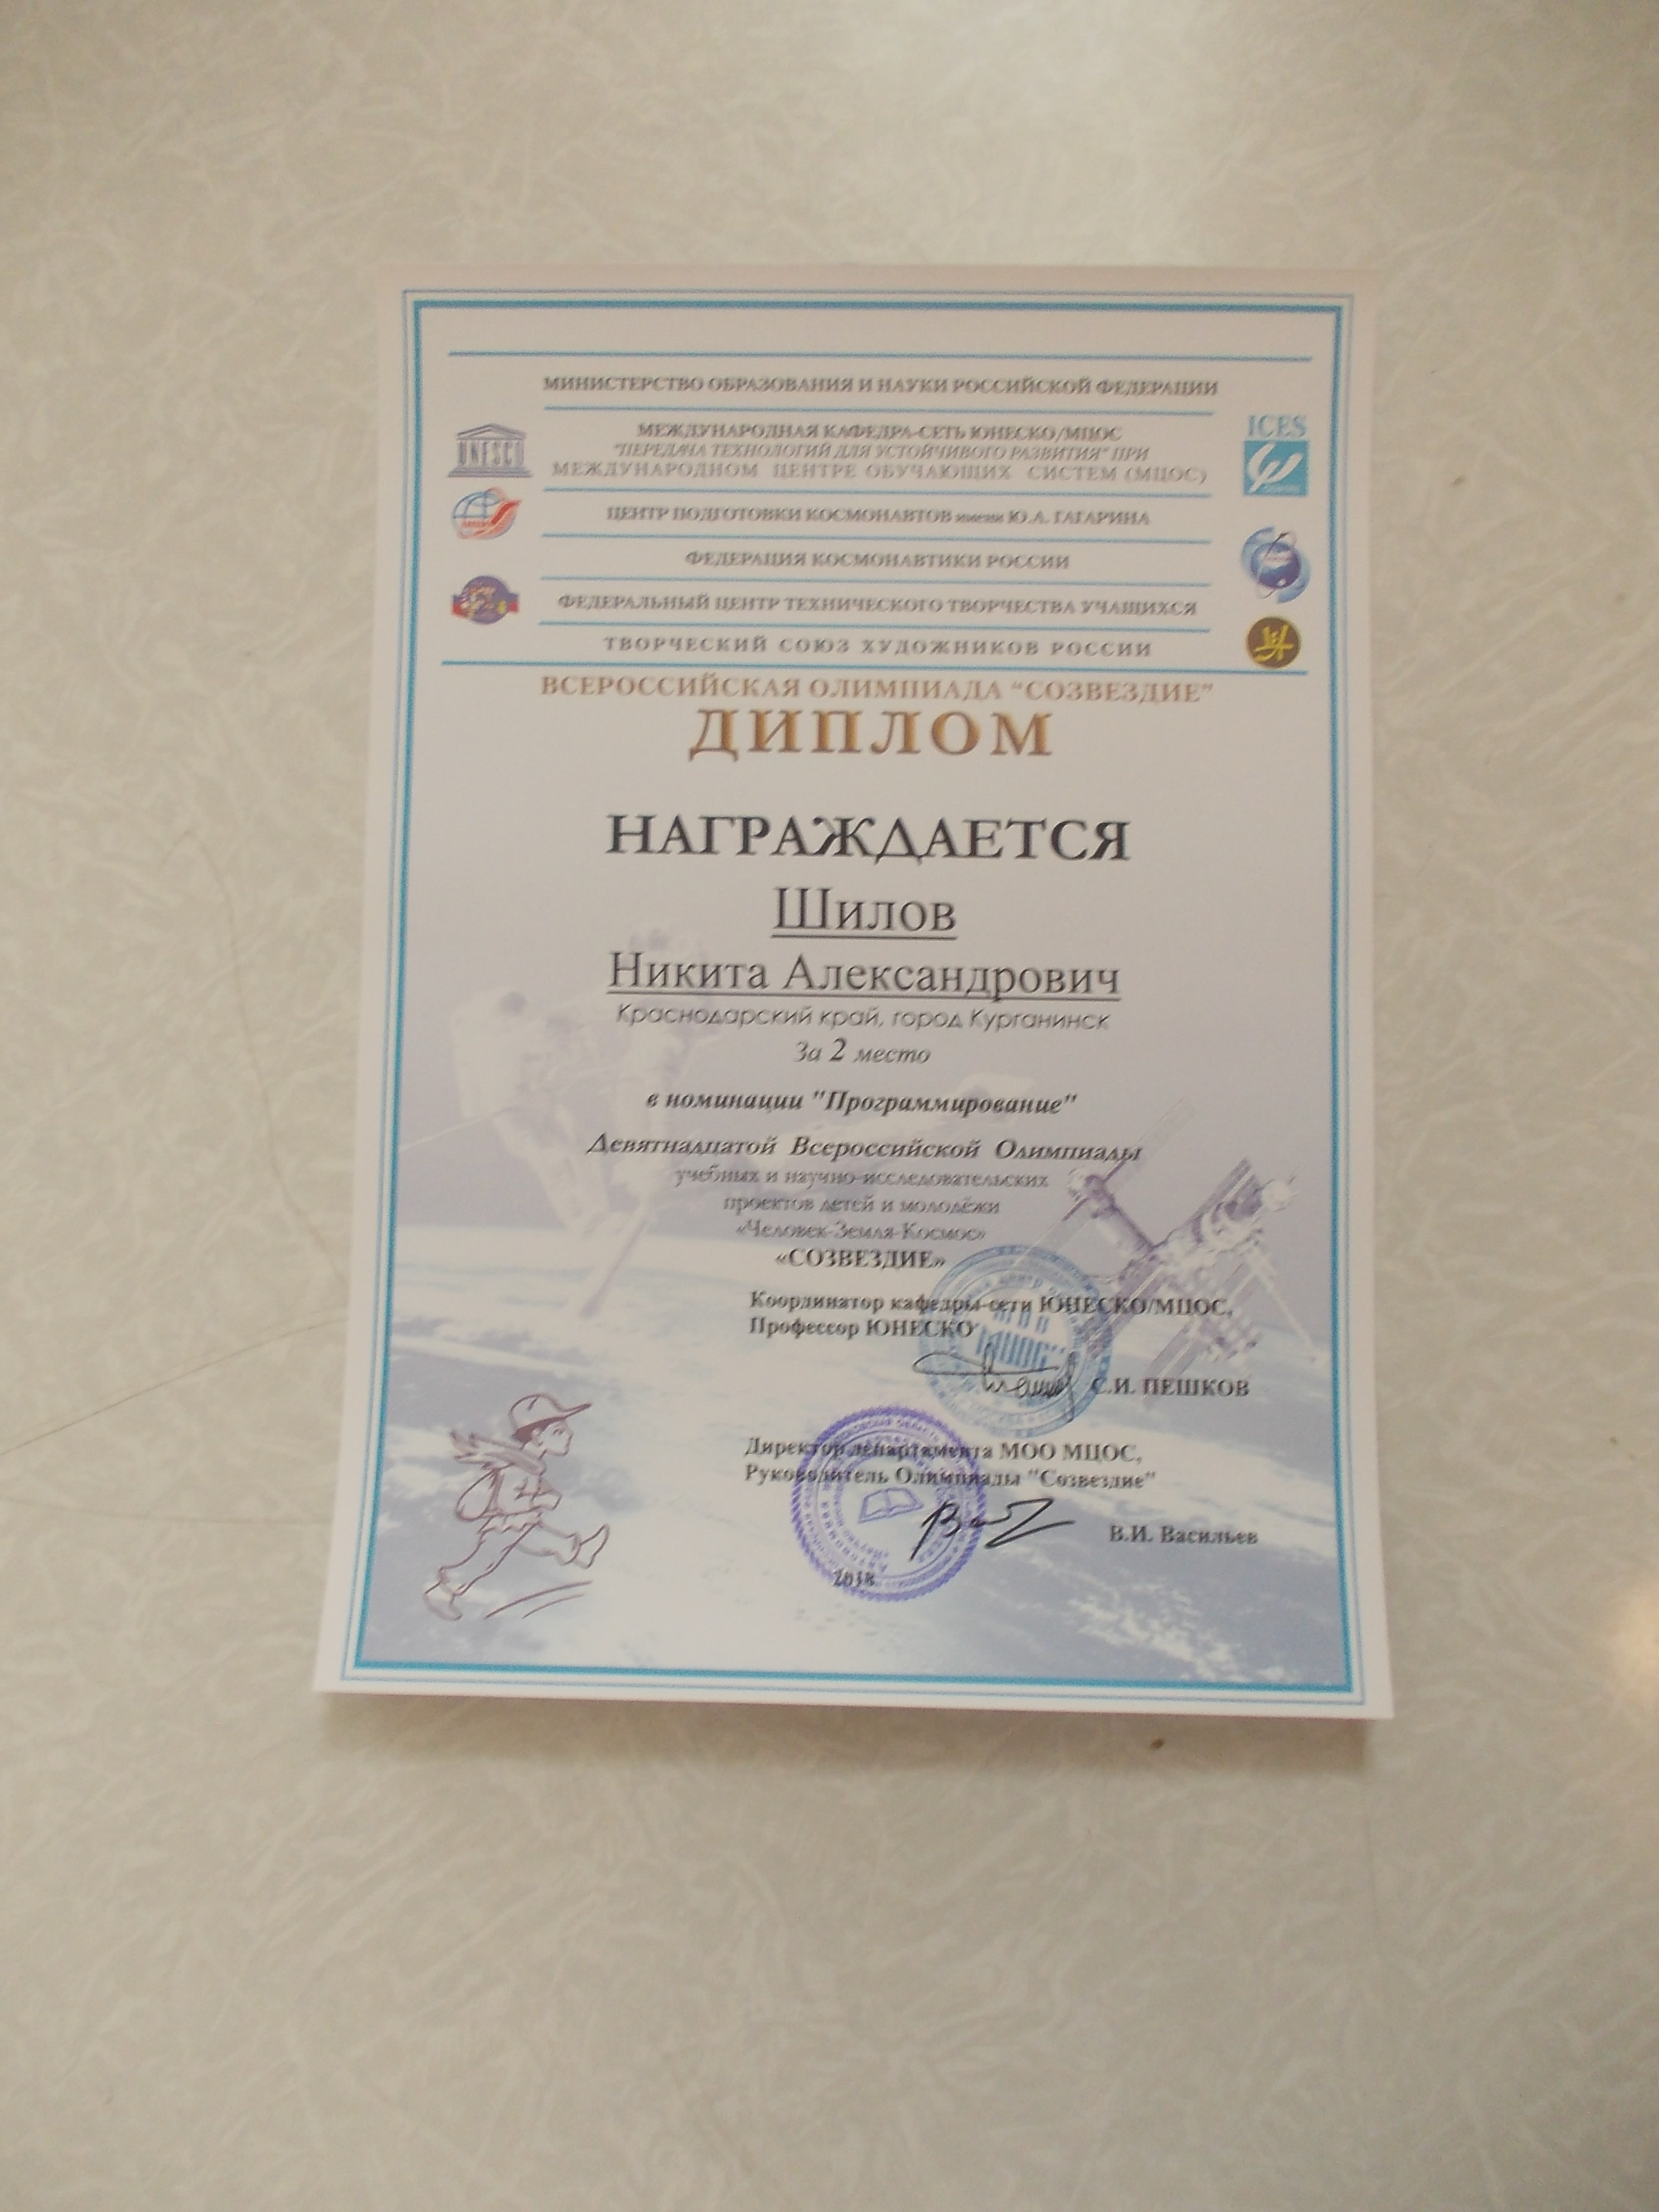 МИНИСТЕРСТВО ОБРАЗОВАНИЯ И НАУКИ РОССИЙСКОЙ ФЕДЕРАЦИИ
МЕЖДУНАРОДНАЯ КАФЕДРА-СЕТЬ ЮНЕСКО/МЦОС
"ПЕРЕДАЧА ТЕХНОЛОГИЙ ДЛЯ УСТОЙЧИВОГО РАЗВИТИЯ" ПРИ
МЕЖДУНАРОДНОМ ЦЕНТРЕ ОБУЧАЮЩИХ СИСТЕМ (МЦОС)
UNESCO
ICES
ЦЕНТР ПОДГОТОВКИ КОСМОНАВТОВ имени Ю.А. ГАГАРИНА
ФЕДЕРАЦИЯ КОСМОНАВТИКИ РОССИИ
ФЕДЕРАЛЬНЫЙ ЦЕНТР ТЕХНИЧЕСКОГО ТВОРЧЕСТВА УЧАЩИХСЯ
ТВОРЧЕСКИЙ СОЮЗ ХУДОЖНИКОВ РОССИИ
ВСЕРОССИЙСКАЯ ОЛИМПИАДА "СОЗВЕЗДИЕ"
ДИПЛОМ
НАГРАЖДАЕТСЯ
Шилов
Никита Александрович
Краснодарский край, город Курганинск
За 2 место
в номинации "Программирование"
Девятнадцатой Всероссийской Олимпиады
учебных и научно-исследовательских
проектов детей и молодёжи
«Человек-Земля-Космос»
«СОЗВЕЗДИЕ»
Координатор кафедры-сети ЮНЕСКО/МЦОС,
Профессор ЮНЕСКО
С.И. ПЕШКОВ
Директор департамента МОО МЦОС,
Руководитель Олимпиады "Созвездие"
В.И. Васильев
2018